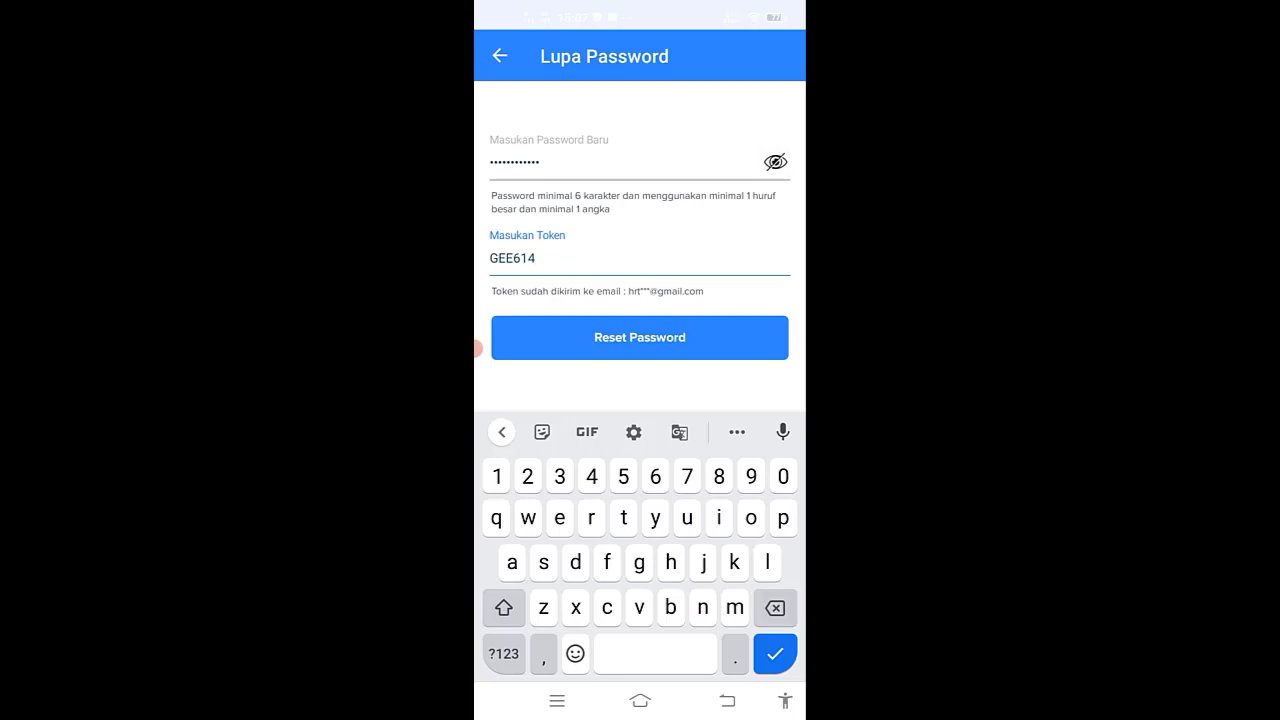 Lupa Password
Masukan Password Baru
••••••••••••
Password minimal 6 karakter dan menggunakan minimal 1 huruf
besar dan minimal 1 angka
Masukan Token
GEE614
Token sudah dikirim ke email : hrt***@gmail.com
Reset Password
GIF
1 2 3 4 5 6 7 8 9 0
q w e r t y u i o p
a s d f g h j k l
z x c v b n m
?123 , .